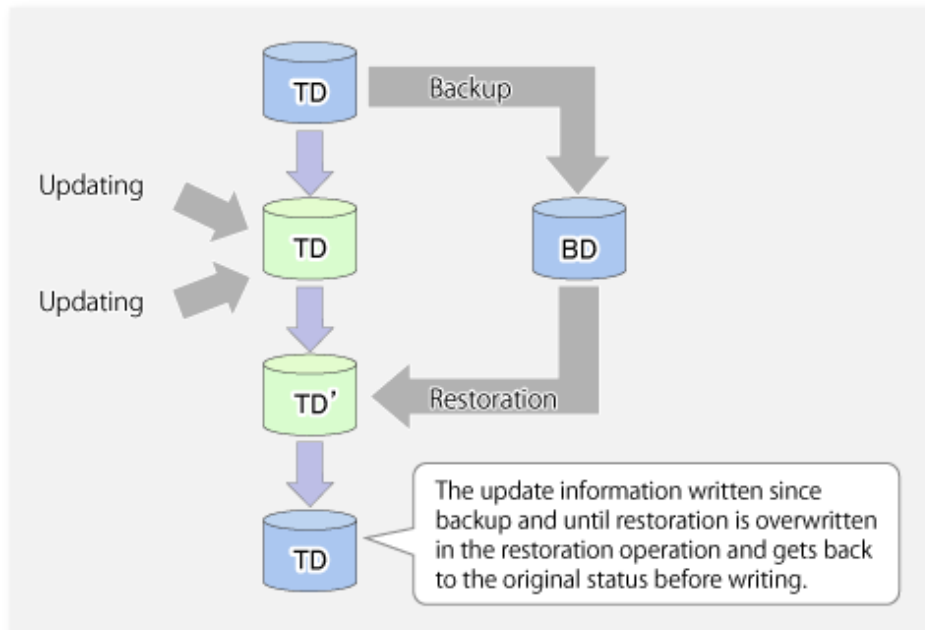 TD
Backup
Updating
TD
BD
Updating
TD’
Restoration
TD
The update information written since
backup and until restoration is overwritten
in the restoration operation and gets back
to the original status before writing.